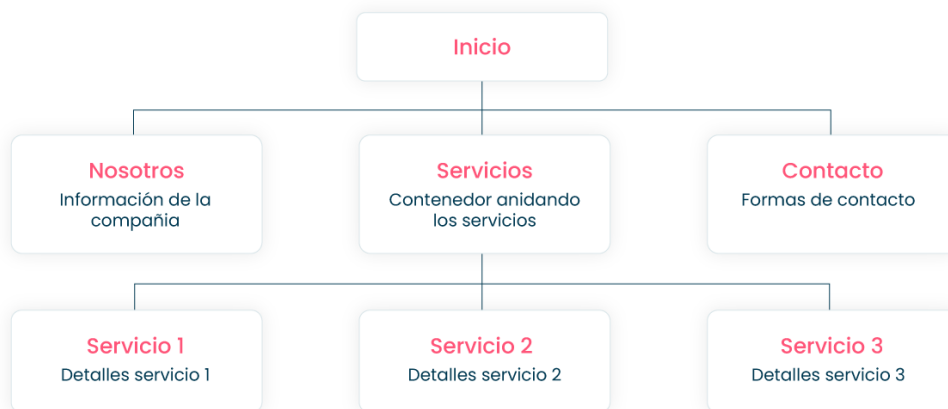 Inicio
Nosotros
Información de la
compañia
Servicios
Contenedor anidando
los servicios
Contacto
Formas de contacto
Servicio 1
Detalles servicio 1
Servicio 2
Detalles servicio 2
Servicio 3
Detalles servicio 3